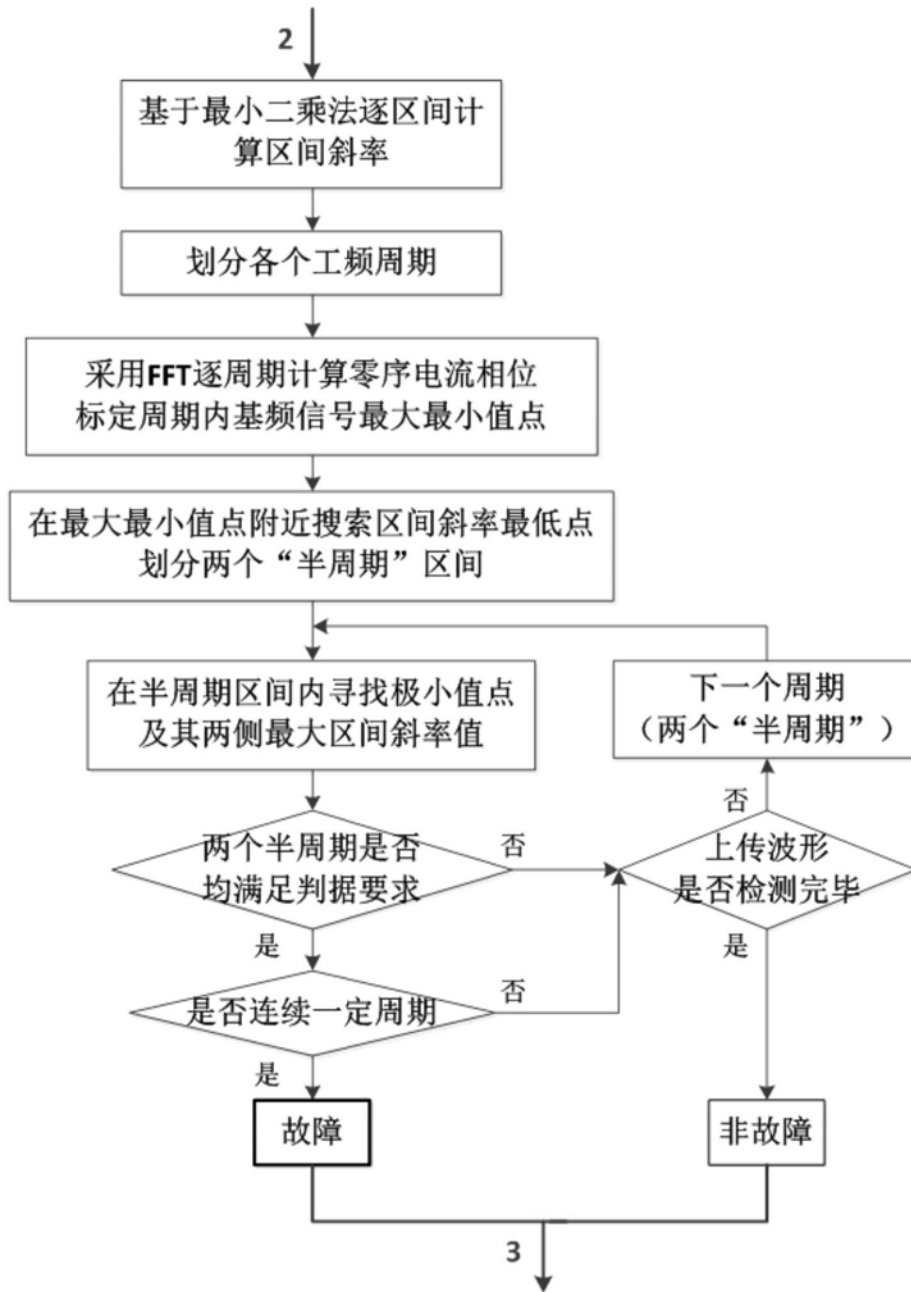 2
基于最小二乘法逐区间计
算区间斜率
划分各个工频周期
采用FFT逐周期计算零序电流相位
标定周期内基频信号最大最小值点
在最大最小值点附近搜索区间斜率最低点
划分两个“半周期”区间
在半周期区间内寻找极小值点
及其两侧最大区间斜率值
下一个周期
（两个“半周期”）
否
两个半周期是否
均满足判据要求
否
上传波形
是否检测完毕
是
是
是否连续一定周期
否
是
故障
非故障
3